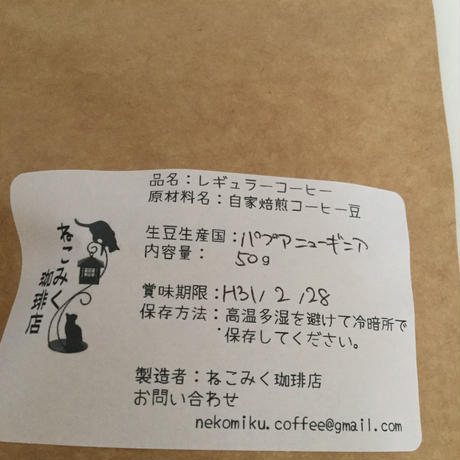 ねこみく
珈琲店
品名：レギュラーコーヒー
原材料名：自家焙煎コーヒー豆
生豆生産国：パプアニューギニア
内容量： 50g
賞味期限：H31, 2, 28
保存方法：高温多湿を避けて冷暗所で
保存してください。
製造者：ねこみく珈琲店
お問い合わせ
nekomiku.coffee@gmail.com